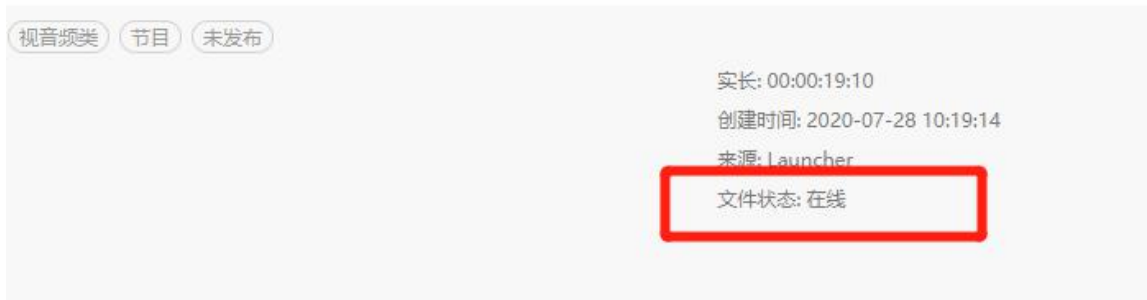 视音频类 节目 未发布
实长: 00:00:19:10
创建时间: 2020-07-28 10:19:14
来源: Launcher
文件状态: 在线